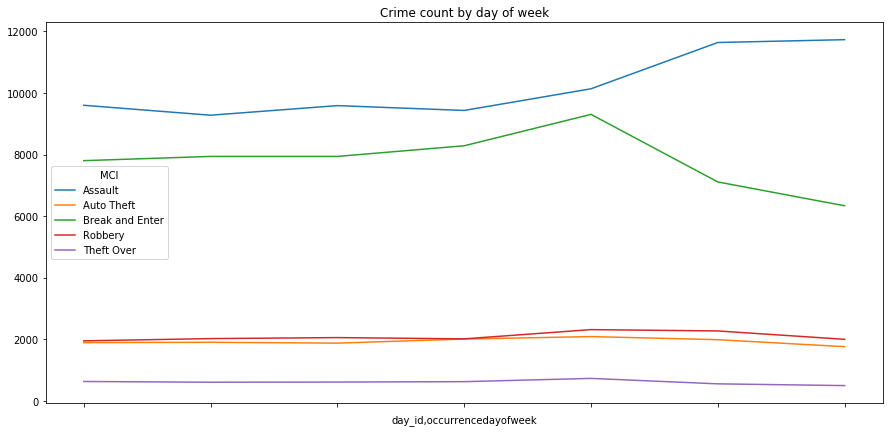 Crime count by day of week
12000
10000
8000
6000
4000
2000
0
MCI
Assault
Auto Theft
Break and Enter
Robbery
Theft Over
day_id,occurrencedayofweek